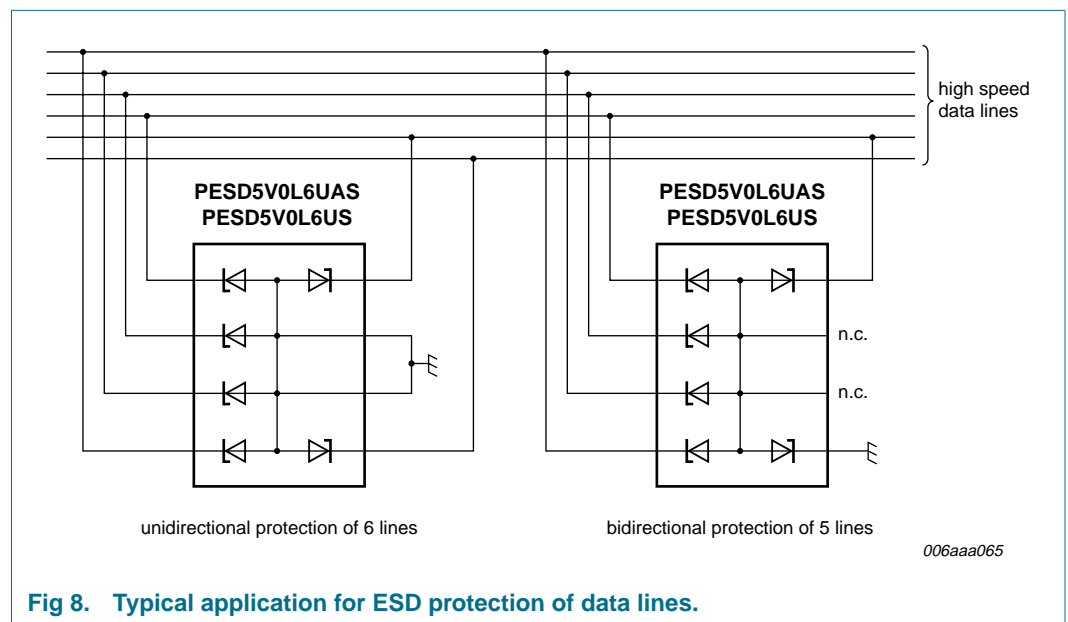 high speed
data lines
PESD5V0L6UAS
PESD5V0L6US
PESD5V0L6UAS
PESD5V0L6US
n.c.
n.c.
unidirectional protection of 6 lines
bidirectional protection of 5 lines
006aaa065
Fig 8. Typical application for ESD protection of data lines.